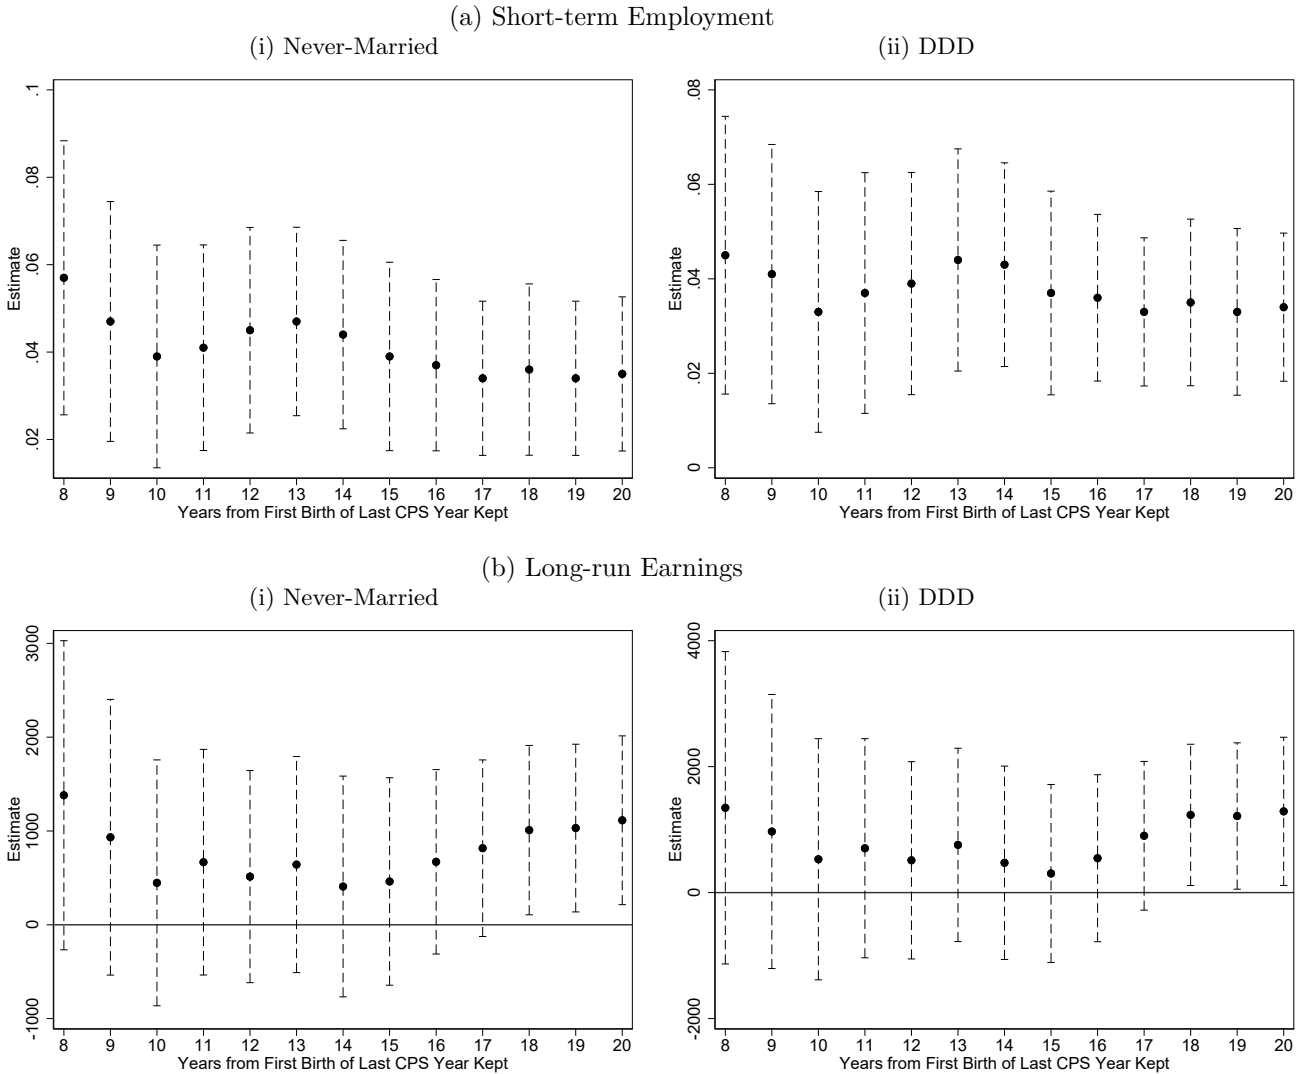 (a) Short-term Employment
(i) Never-Married
(ii) DDD
.1
.08
.06
.04
.02
Estimate
8 9 10 11 12 13 14 15 16 17 18 19 20
Years from First Birth of Last CPS Year Kept
.08
.06
.04
.02
0
Estimate
8 9 10 11 12 13 14 15 16 17 18 19 20
Years from First Birth of Last CPS Year Kept
(b) Long-run Earnings
(i) Never-Married
(ii) DDD
3000
2000
1000
0
-1000
Estimate
8 9 10 11 12 13 14 15 16 17 18 19 20
Years from First Birth of Last CPS Year Kept
4000
2000
0
-2000
Estimate
8 9 10 11 12 13 14 15 16 17 18 19 20
Years from First Birth of Last CPS Year Kept